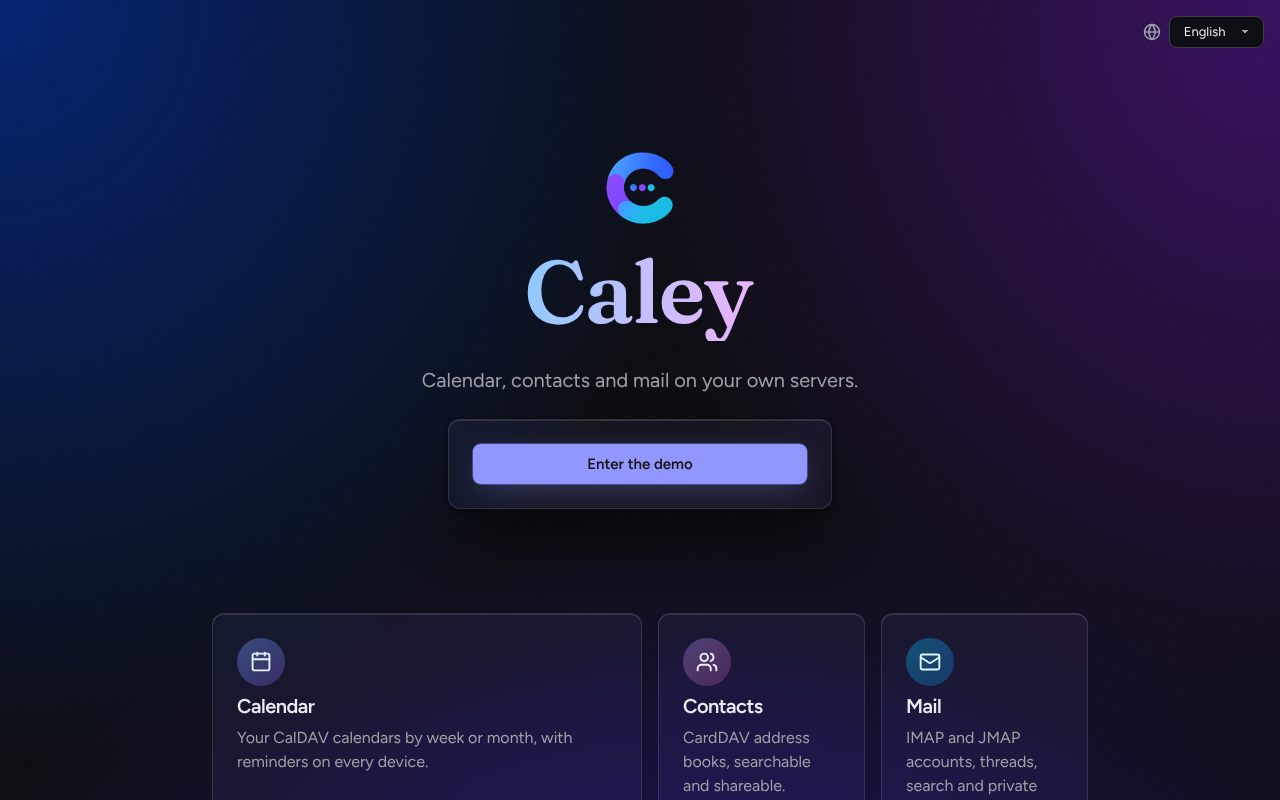 English
Caley
Calendar, contacts and mail on your own servers.
Enter the demo
Calendar
Your CalDAV calendars by week or month, with
reminders on every device.
Contacts
CardDAV address
books, searchable
and shareable.
Mail
IMAP and JMAP
accounts, threads,
search and private